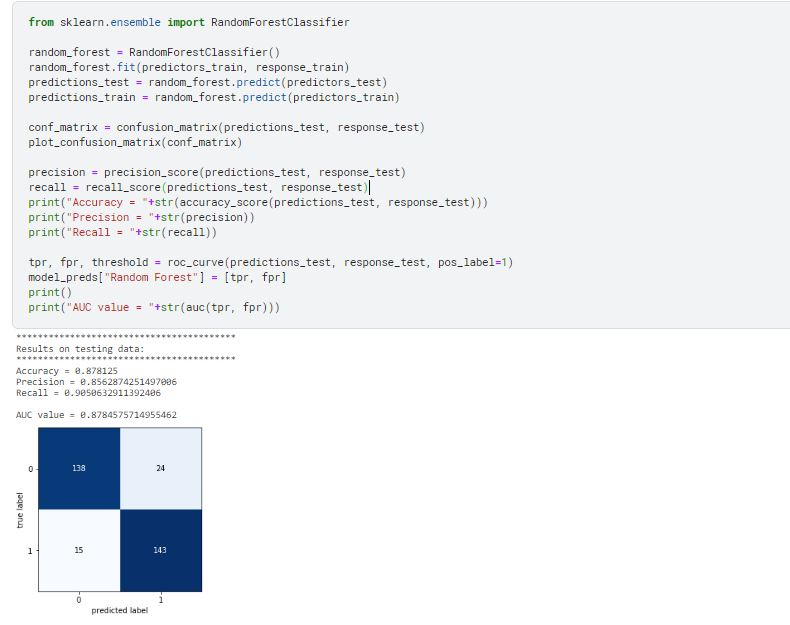 from sklearn.ensemble import RandomForestClassifier
random_forest = RandomForestClassifier()
random_forest.fit(predictors_train, response_train)
predictions_test = random_forest.predict(predictors_test)
predictions_train = random_forest.predict(predictors_train)
conf_matrix = confusion_matrix(predictions_test, response_test)
plot_confusion_matrix(conf_matrix)
precision = precision_score(predictions_test, response_test)
recall = recall_score(predictions_test, response_test)
print("Accuracy = "+str(accuracy_score(predictions_test, response_test)))
print("Precision = "+str(precision))
print("Recall = "+str(recall))
tpr, fpr, threshold = roc_curve(predictions_test, response_test, pos_label=1)
model_preds["Random Forest"] = [tpr, fpr]
print()
print("AUC value = "+str(auc(tpr, fpr)))
*****************************************
Results on testing data:
*****************************************
Accuracy = 0.878125
Precision = 0.8562874251497006
Recall = 0.9050632911392406
AUC value = 0.8784575714955462
0
138
24
true label
1
15
143
0
1
predicted label